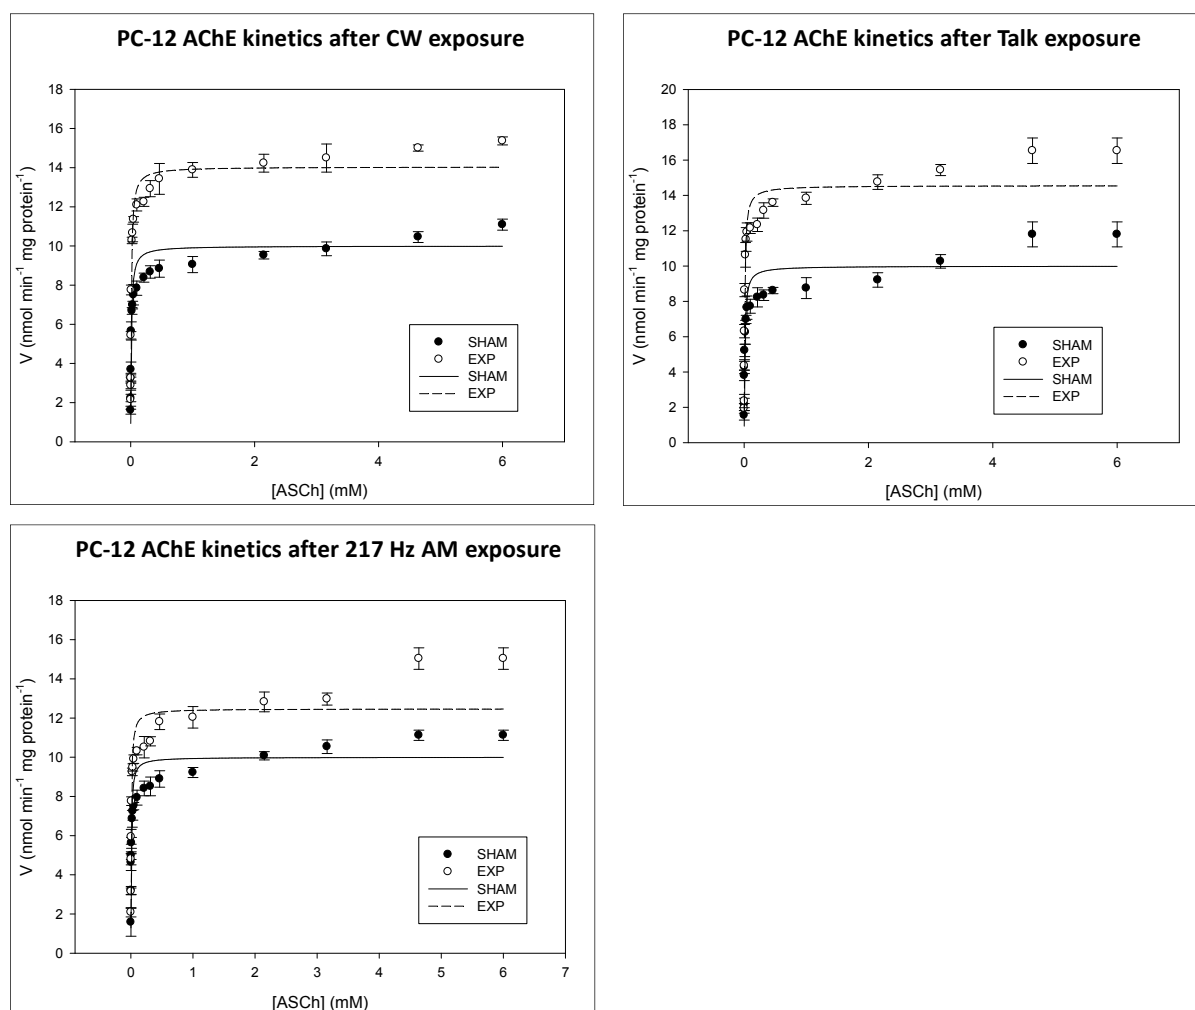 PC-12 AChE kinetics after CW exposure
V (nmol min⁻¹ mg protein⁻¹)
18
16
14
12
10
8
6
4
2
0
SHAM
EXP
SHAM
EXP
0 2 4 6
[ASCh] (mM)
PC-12 AChE kinetics after Talk exposure
V (nmol min⁻¹ mg protein⁻¹)
20
18
16
14
12
10
8
6
4
2
0
SHAM
EXP
SHAM
EXP
0 2 4 6
[ASCh] (mM)
PC-12 AChE kinetics after 217 Hz AM exposure
V (nmol min⁻¹ mg protein⁻¹)
18
16
14
12
10
8
6
4
2
0
SHAM
EXP
SHAM
EXP
0 1 2 3 4 5 6 7
[ASCh] (mM)